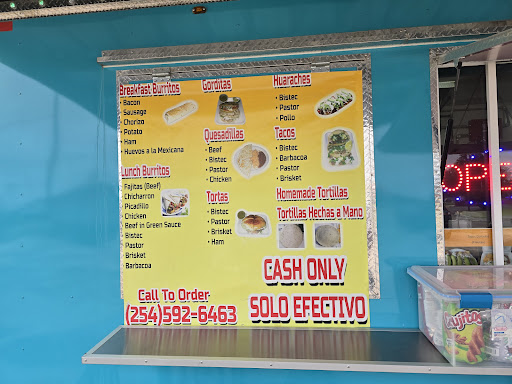 Breakfast Burritos
• Bacon
• Sausage
• Chorizo
• Potato
• Ham
• Huevos a la Mexicana
Lunch Burritos
• Fajitas (Beef)
• Chicharron
• Picadillo
• Chicken
• Beef in Green Sauce
• Bistec
• Pastor
• Brisket
• Barbacoa
Gorditas
Quesadillas
• Beef
• Bistec
• Pastor
• Chicken
Tortas
• Bistec
• Pastor
• Brisket
• Ham
Huaraches
• Bistec
• Pastor
• Pollo
Tacos
• Bistec
• Barbacoa
• Pastor
• Brisket
Homemade Tortillas
Tortillas Hechas a Mano
CASH ONLY
SOLO EFECTIVO
Call To Order
(254)592-6463
OPE